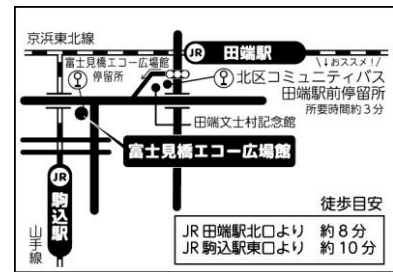 京浜東北線
JR 田端駅
\↓おススメ！/
富士見橋エコー広場館
停留所
北区コミュニティバス
田端駅前停留所
所要時間約３分
田端文士村記念館
富士見橋エコー広場館
JR 駒込駅
山手線
徒歩目安
JR田端駅北口より 約８分
JR駒込駅東口より 約10分